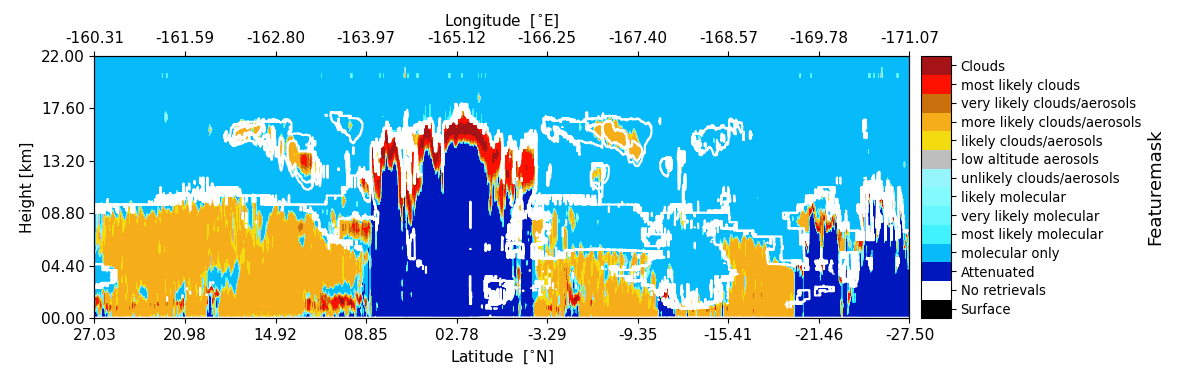 Longitude [°E]
-160.31 -161.59 -162.80 -163.97 -165.12 -166.25 -167.40 -168.57 -169.78 -171.07
22.00
17.60
13.20
08.80
04.40
00.00
Height [km]
27.03 20.98 14.92 08.85 02.78 -3.29 -9.35 -15.41 -21.46 -27.50
Latitude [°N]
Clouds
most likely clouds
very likely clouds/aerosols
more likely clouds/aerosols
likely clouds/aerosols
low altitude aerosols
unlikely clouds/aerosols
likely molecular
very likely molecular
most likely molecular
molecular only
Attenuated
No retrievals
Surface
Featuremask